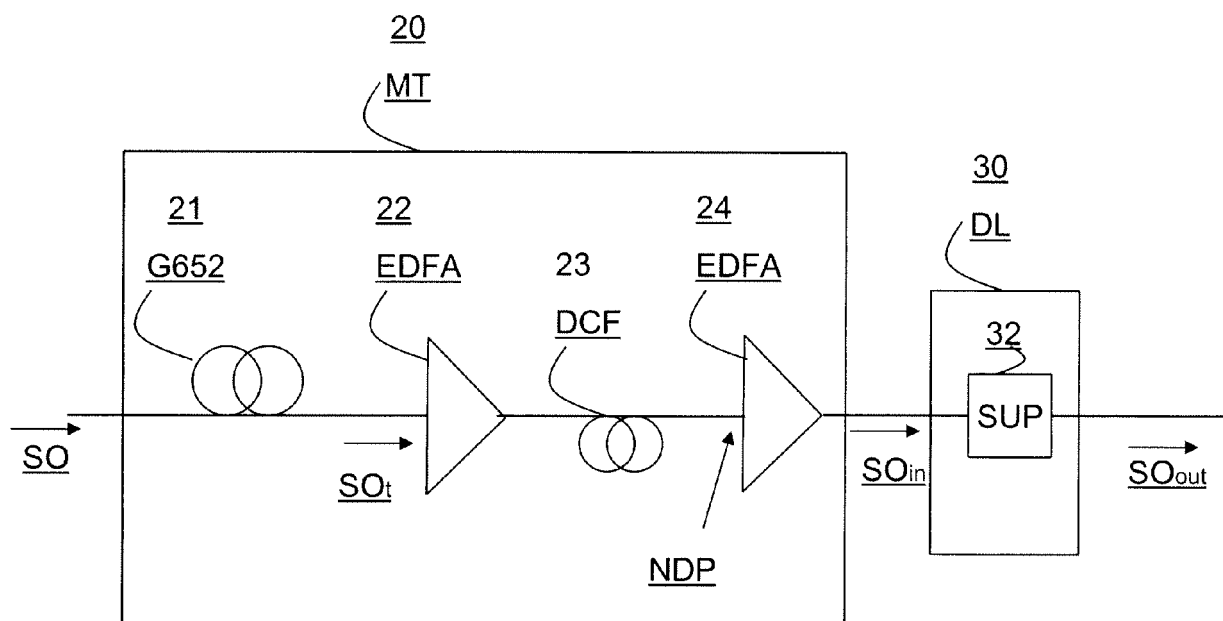 20
MT
30
DL
21
G652
22
EDFA
23
DCF
24
EDFA
32
SUP
SO
SOt
NDP
SOin
SOout